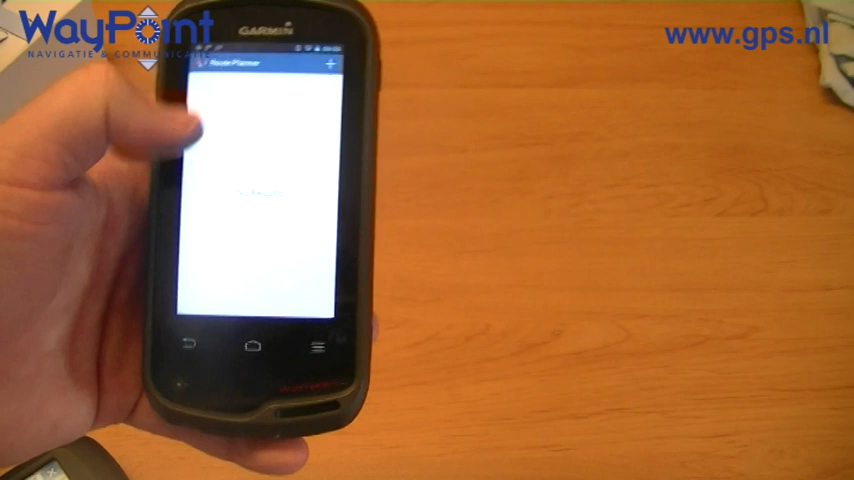 WayPoint
NAVIGATIE & COMMUNICATIE
www.gps.nl
GARMIN
Route Planner